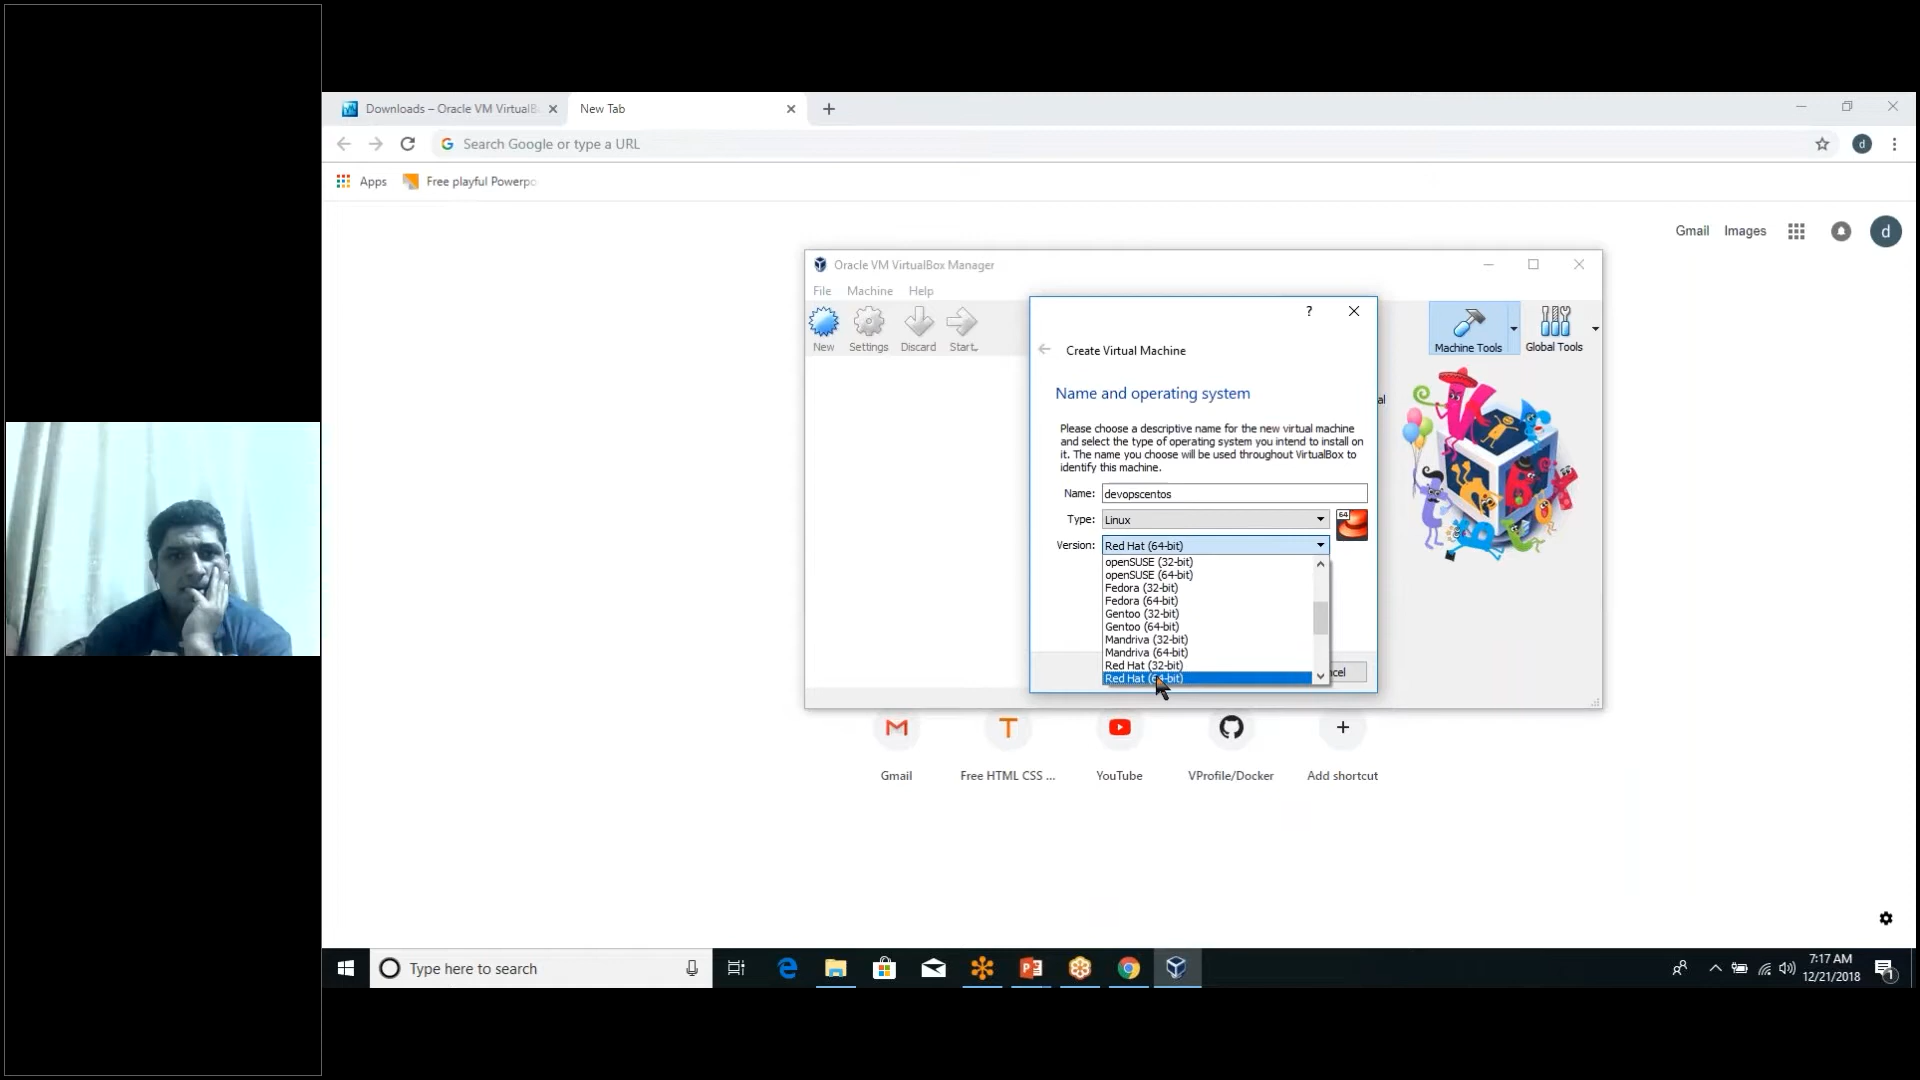 Downloads – Oracle VM VirtualB
New Tab
Search Google or type a URL
d
Apps
Free playful Powerpo
Gmail
Images
d
Oracle VM VirtualBox Manager
File
Machine
Help
New
Settings
Discard
Start
Machine Tools
Global Tools
?
Create Virtual Machine
Name and operating system
al
Please choose a descriptive name for the new virtual machine
and select the type of operating system you intend to install on
it. The name you choose will be used throughout VirtualBox to
identify this machine.
Name: devopscentos
Type: Linux
64
Version: Red Hat (64-bit)
openSUSE (32-bit)
openSUSE (64-bit)
Fedora (32-bit)
Fedora (64-bit)
Gentoo (32-bit)
Gentoo (64-bit)
Mandriva (32-bit)
Mandriva (64-bit)
Red Hat (32-bit)
Red Hat (64-bit)
cel
Gmail
Free HTML CSS ...
YouTube
VProfile/Docker
Add shortcut
Type here to search
7:17 AM
12/21/2018
1